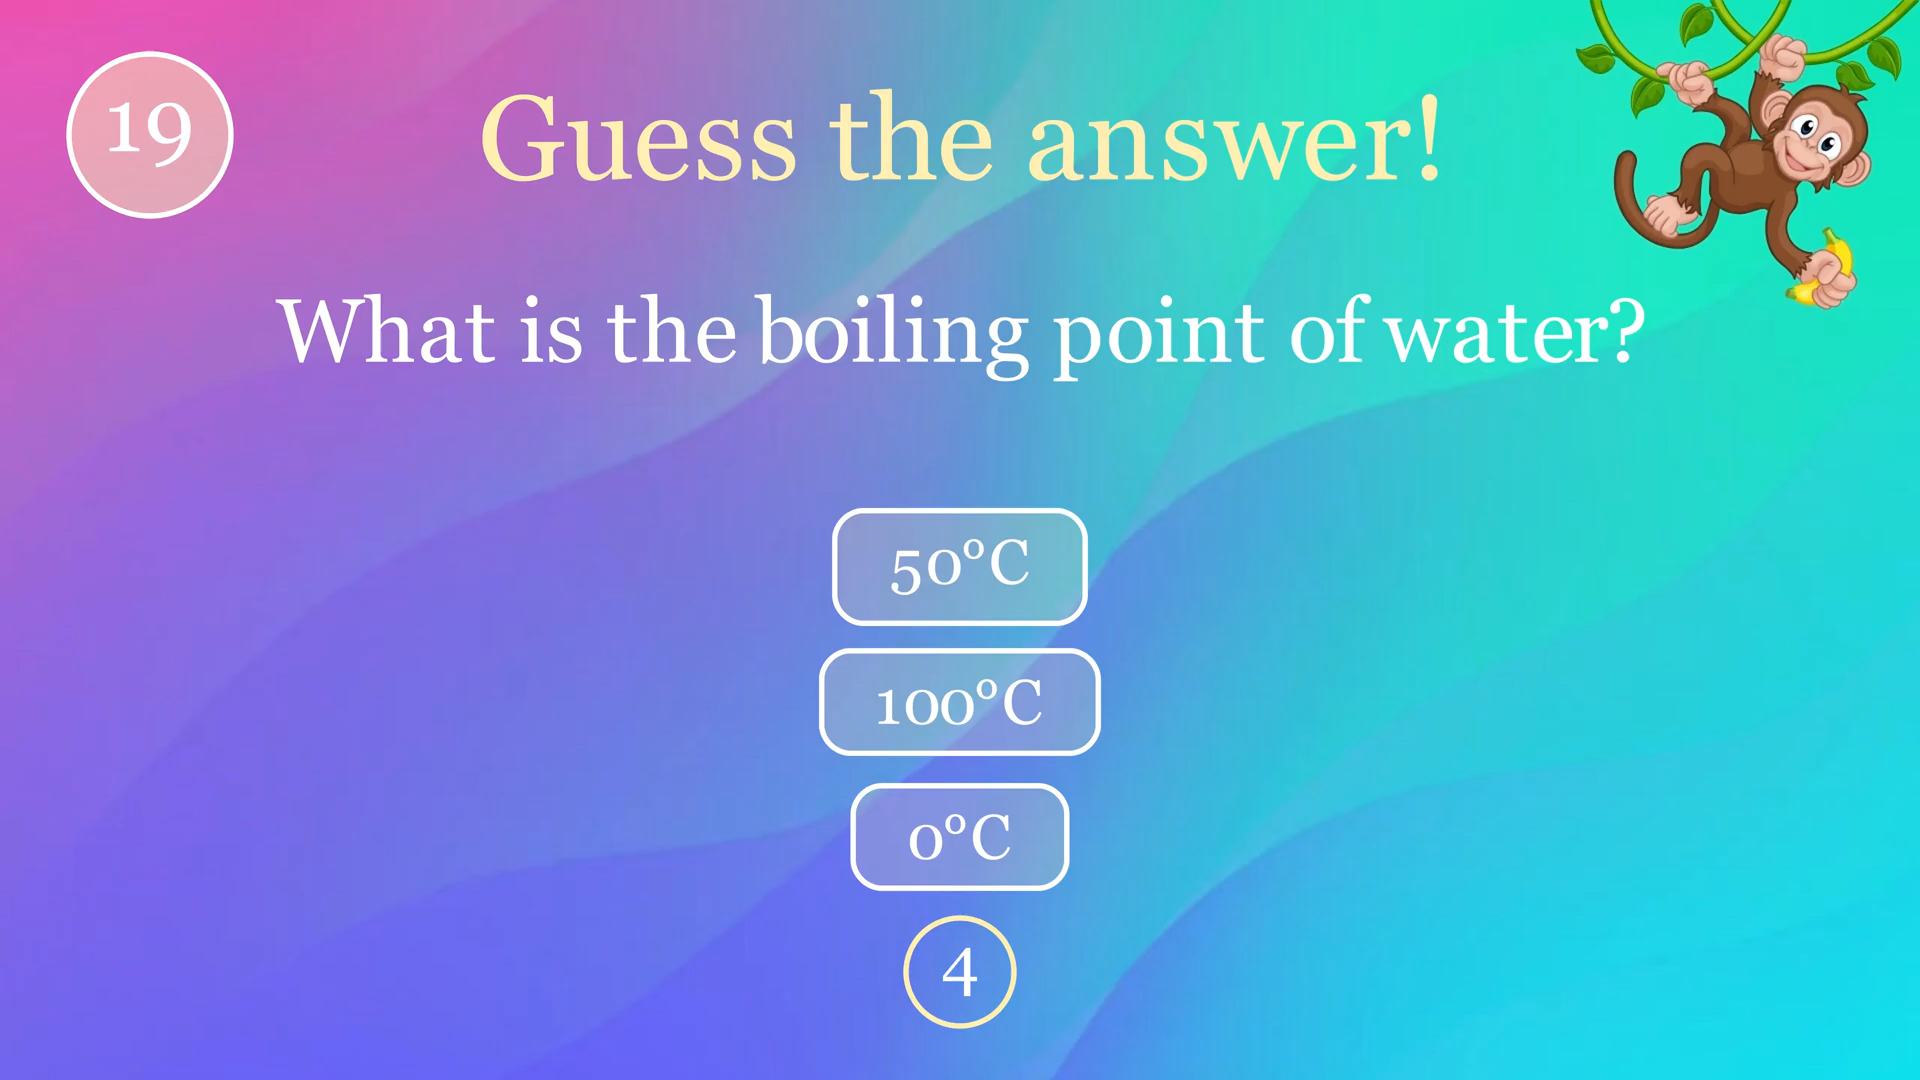 19
Guess the answer!
What is the boiling point of water?
50°C
100°C
0°C
4